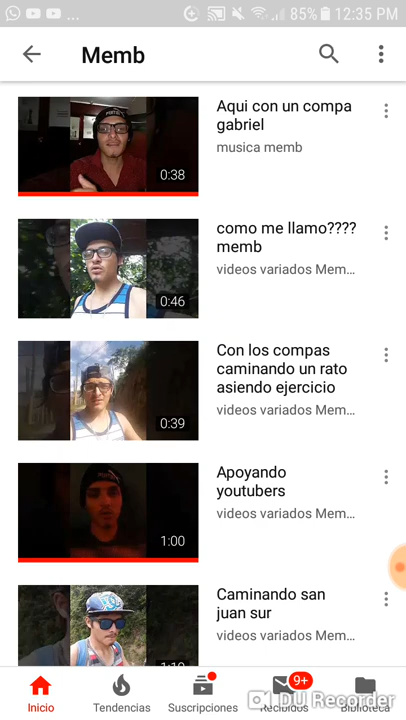 ... 85% 12:35 PM
Memb
Aqui con un compa
gabriel
musica memb
0:38
como me llamo????
memb
videos variados Mem...
0:46
Con los compas
caminando un rato
asiendo ejercicio
videos variados Mem...
0:39
Apoyando
youtubers
videos variados Mem...
1:00
Caminando san
juan sur
videos variados Mem...
9+
Inicio
Tendencias
Suscripciones
Recibidos
Biblioteca
DU Recorder